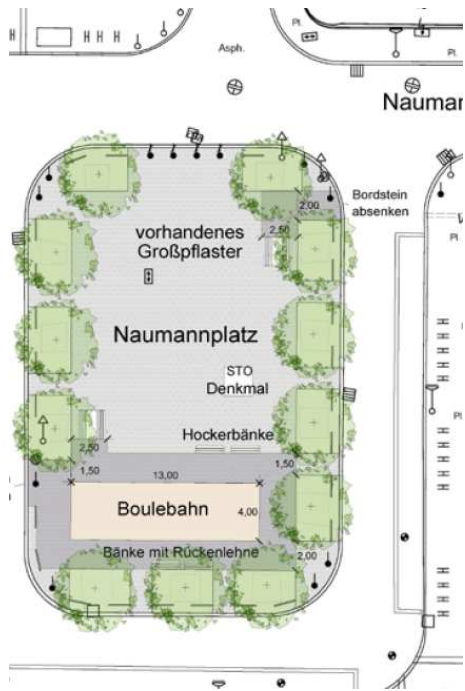 Pl.
Asph.
Pl.
Nauman
Bordstein
absenken
2,00
vorhandenes
Großpflaster
2,50
Pl.
Naumannplatz
STO
Denkmal
Pl.
Hockerbänke
2,50
1,50
13,00
1,50
Boulebahn
4,00
Bänke mit Rückenlehne
2,00